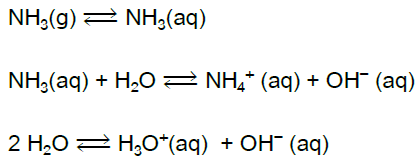 NH₃(g) ⇌ NH₃(aq)
NH₃(aq) + H₂O ⇌ NH₄⁺ (aq) + OH⁻ (aq)
2 H₂O ⇌ H₃O⁺(aq) + OH⁻ (aq)